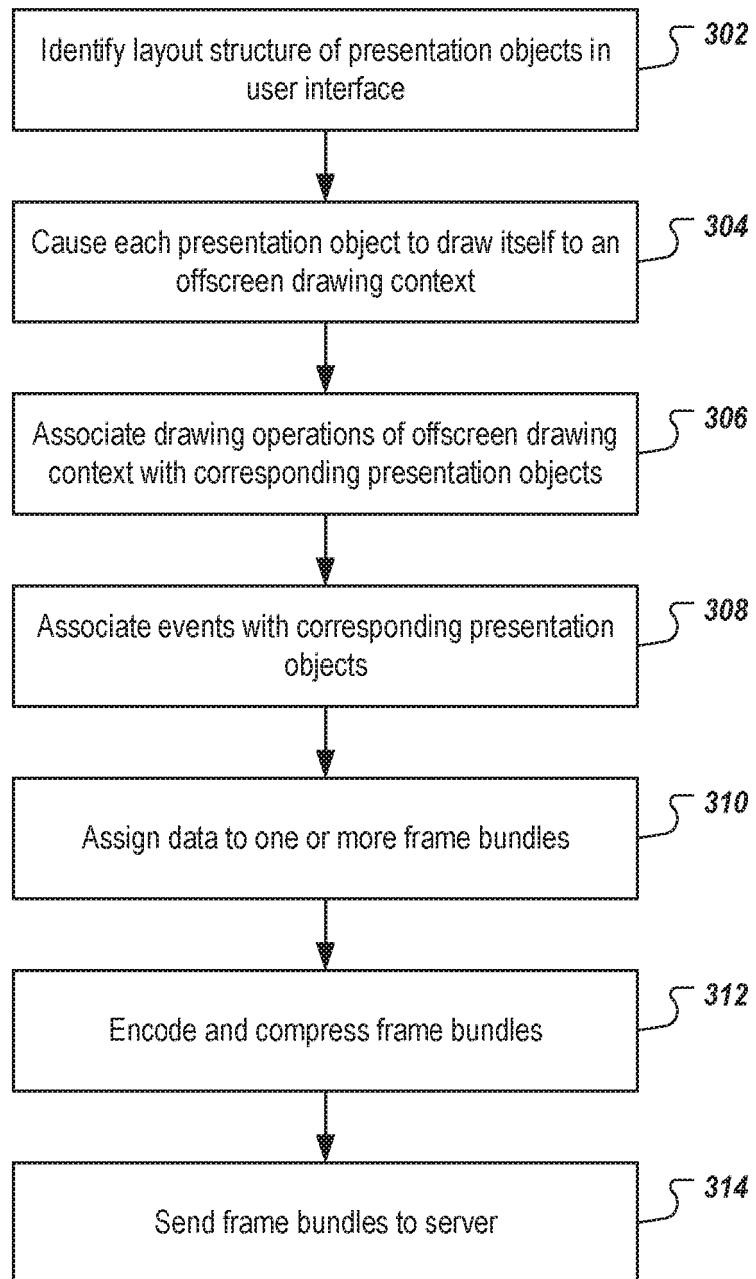 Identify layout structure of presentation objects in
user interface
302
Cause each presentation object to draw itself to an
offscreen drawing context
304
Associate drawing operations of offscreen drawing
context with corresponding presentation objects
306
Associate events with corresponding presentation
objects
308
Assign data to one or more frame bundles
310
Encode and compress frame bundles
312
Send frame bundles to server
314